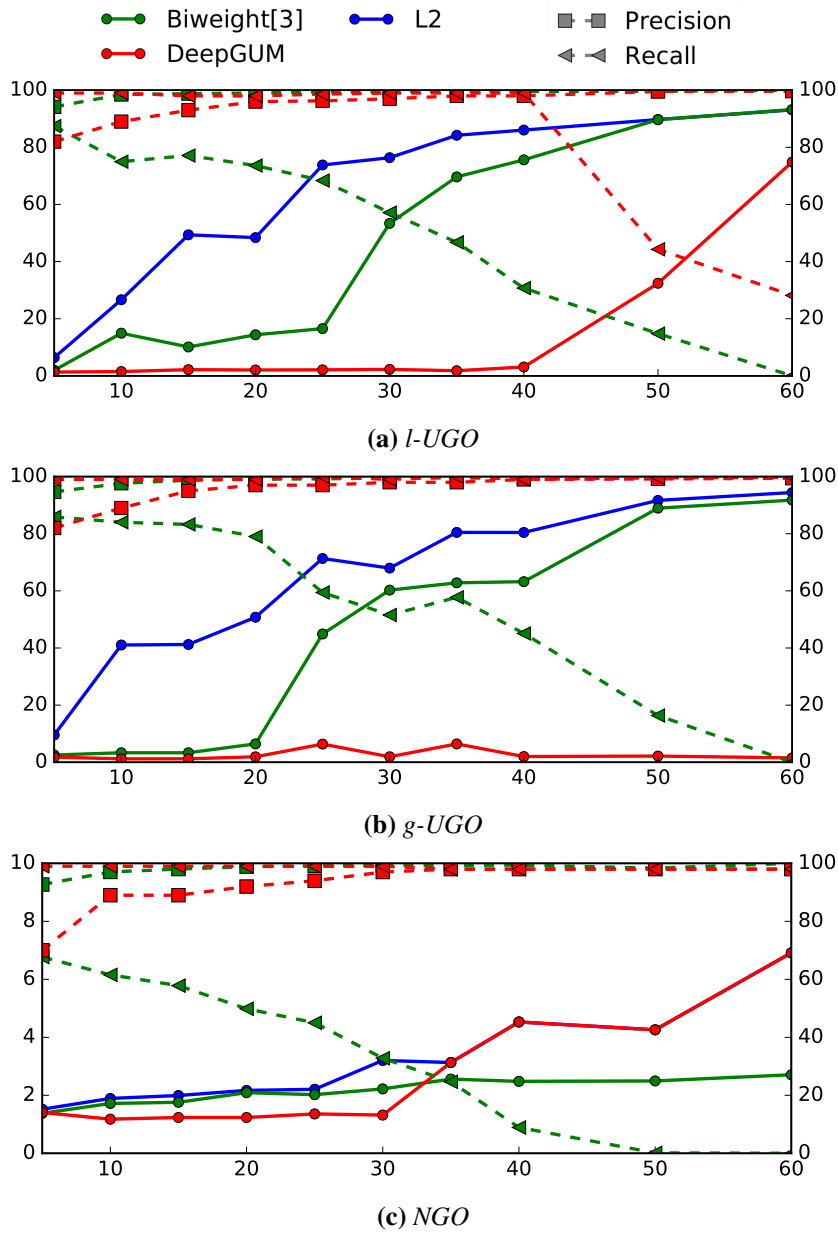 Biweight[3] L2 Precision
DeepGUM Recall
100 100
80 80
60 60
40 40
20 20
0 0
10 20 30 40 50 60
(a) l-UGO
100 100
80 80
60 60
40 40
20 20
0 0
10 20 30 40 50 60
(b) g-UGO
10 100
8 80
6 60
4 40
2 20
0 0
10 20 30 40 50 60
(c) NGO